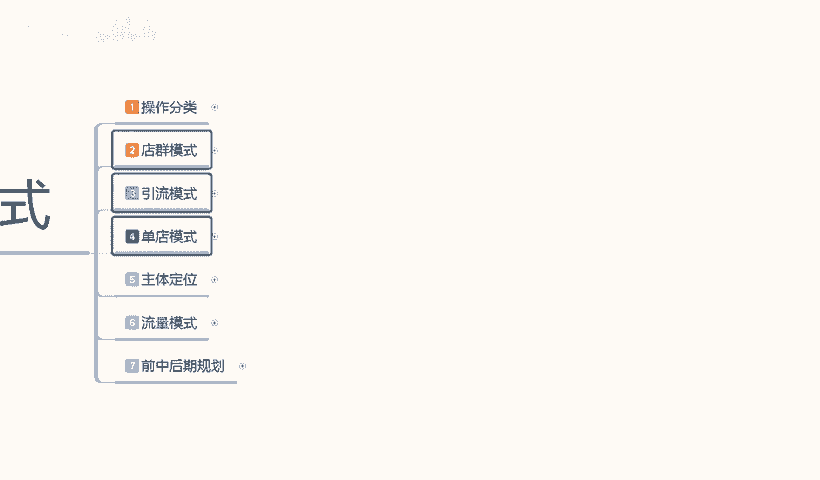 式
1 操作分类
2 店群模式
3 引流模式
4 单店模式
5 主体定位
6 流量模式
7 前中后期规划